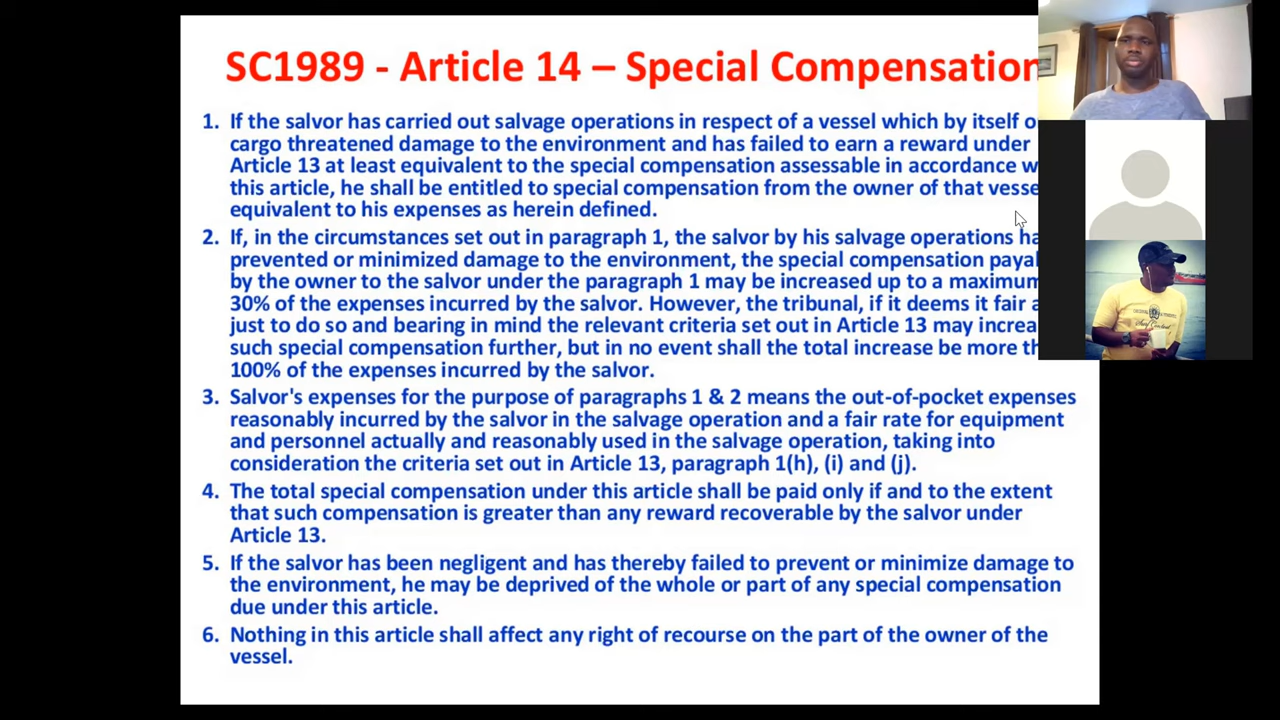 SC1989 - Article 14 – Special Compensation
1. If the salvor has carried out salvage operations in respect of a vessel which by itself
cargo threatened damage to the environment and has failed to earn a reward under
Article 13 at least equivalent to the special compensation assessable in accordance
this article, he shall be entitled to special compensation from the owner of that
equivalent to his expenses as herein defined.
2. If, in the circumstances set out in paragraph 1, the salvor by his salvage operations
prevented or minimized damage to the environment, the special compensation
by the owner to the salvor under the paragraph 1 may be increased up to a maximum
30% of the expenses incurred by the salvor. However, the tribunal, if it deems it fair
just to do so and bearing in mind the relevant criteria set out in Article 13 may
such special compensation further, but in no event shall the total increase be more
100% of the expenses incurred by the salvor.
3. Salvor's expenses for the purpose of paragraphs 1 & 2 means the out-of-pocket expenses
reasonably incurred by the salvor in the salvage operation and a fair rate for equipment
and personnel actually and reasonably used in the salvage operation, taking into
consideration the criteria set out in Article 13, paragraph 1(h), (i) and (j).
4. The total special compensation under this article shall be paid only if and to the extent
that such compensation is greater than any reward recoverable by the salvor under
Article 13.
5. If the salvor has been negligent and has thereby failed to prevent or minimize damage to
the environment, he may be deprived of the whole or part of any special compensation
due under this article.
6. Nothing in this article shall affect any right of recourse on the part of the owner of the
vessel.